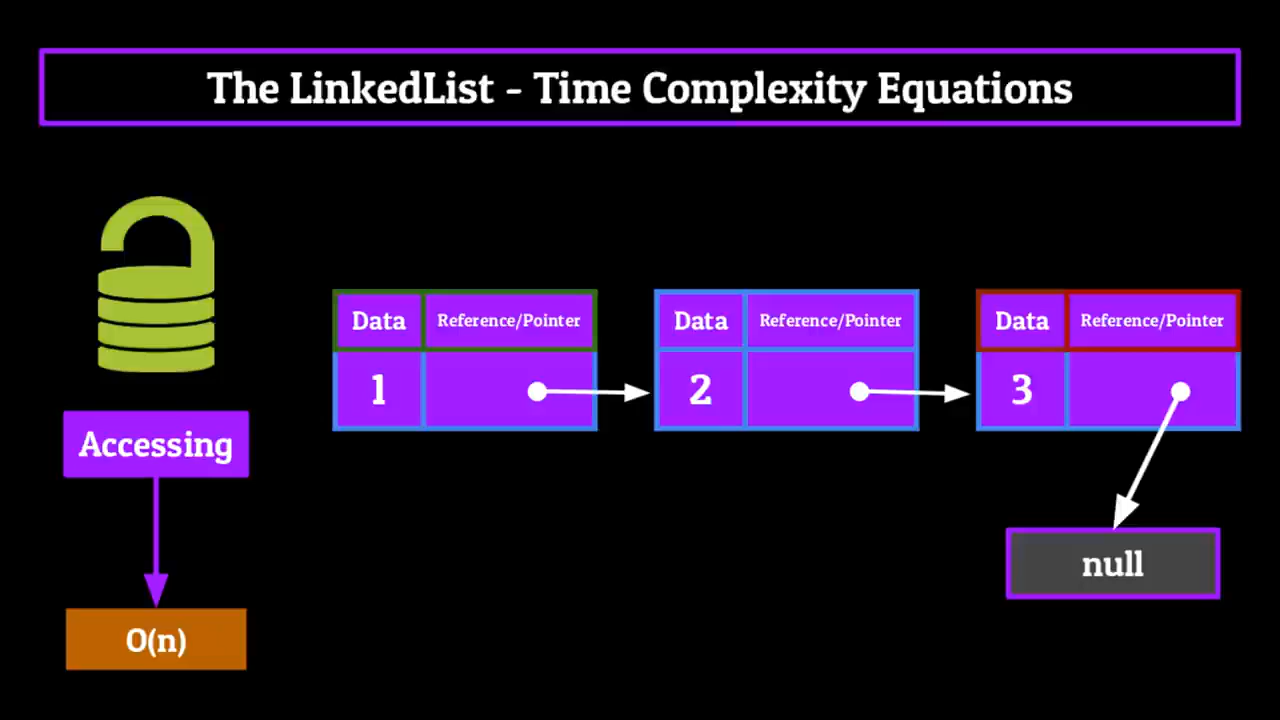 The LinkedList - Time Complexity Equations
Data Reference/Pointer
1
Data Reference/Pointer
2
Data Reference/Pointer
3
Accessing
null
O(n)